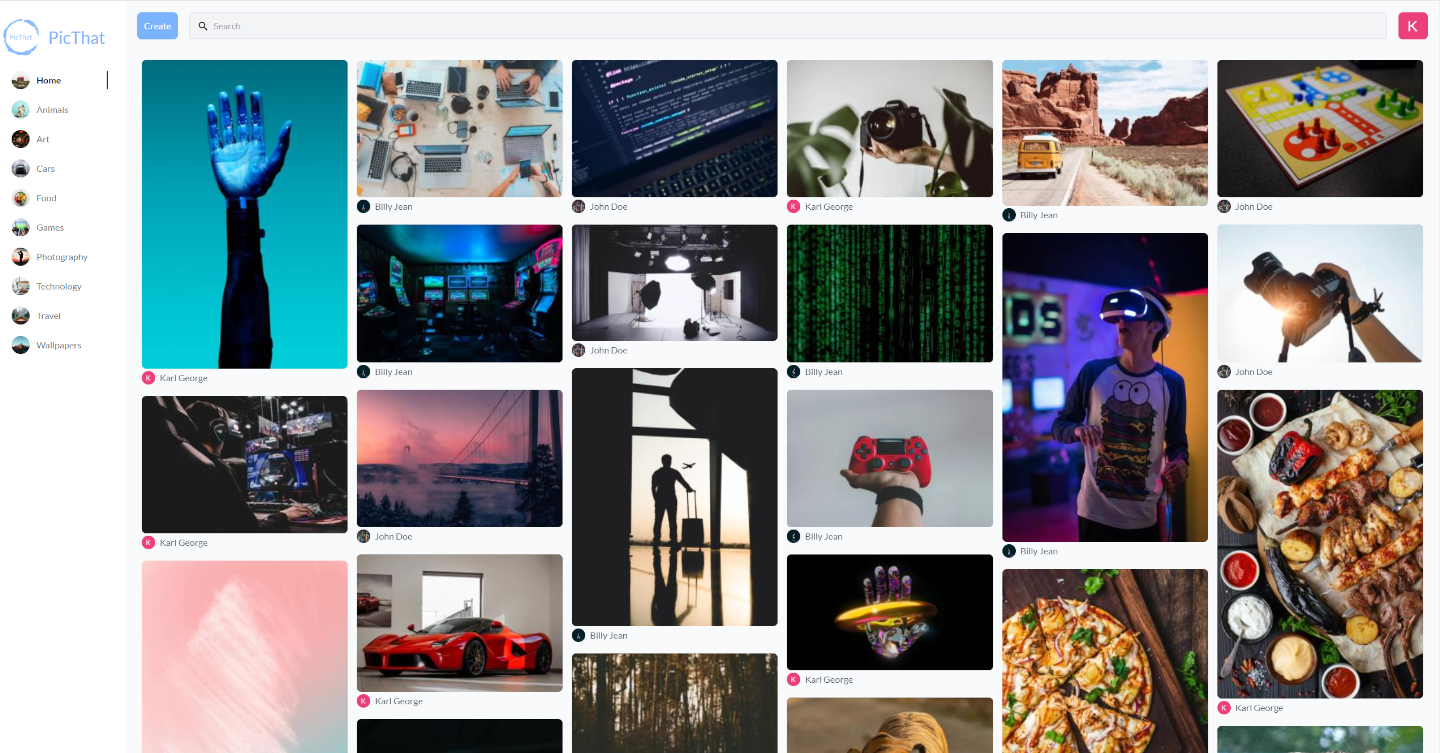 PicThat
PicThat
Create
Search
K
Home
Animals
Art
Cars
Food
Games
Photography
Technology
Travel
Wallpapers
K Karl George
K Karl George
Billy Jean
Billy Jean
John Doe
K Karl George
John Doe
John Doe
Billy Jean
K Karl George
Billy Jean
Billy Jean
K Karl George
Billy Jean
Billy Jean
John Doe
John Doe
K Karl George